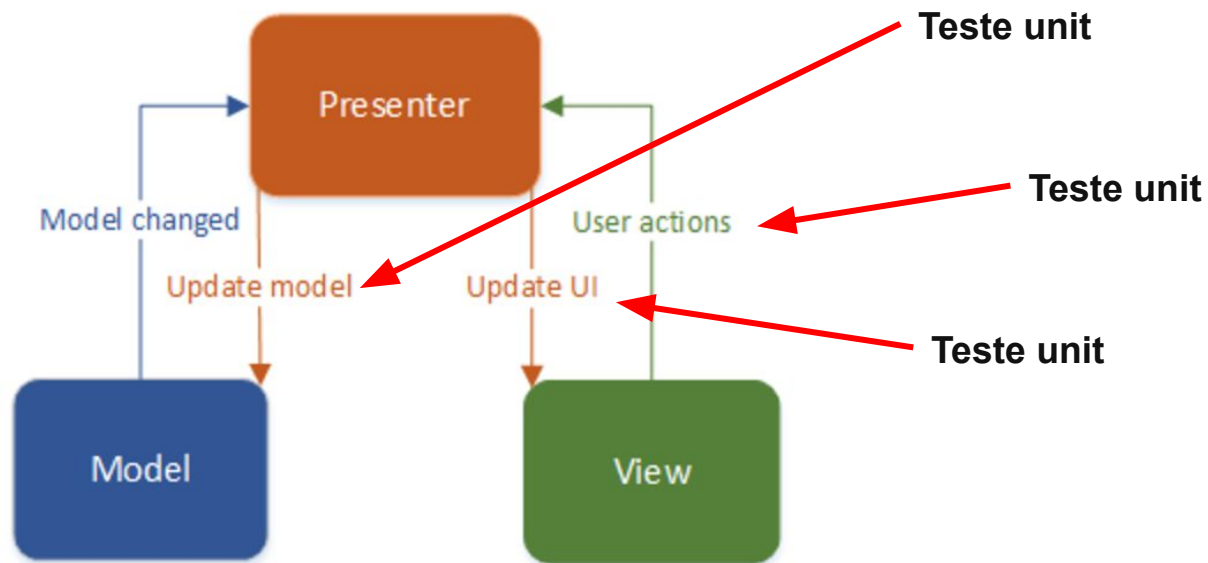 Teste unit
Presenter
Teste unit
Model changed
User actions
Update model
Update UI
Teste unit
Model
View